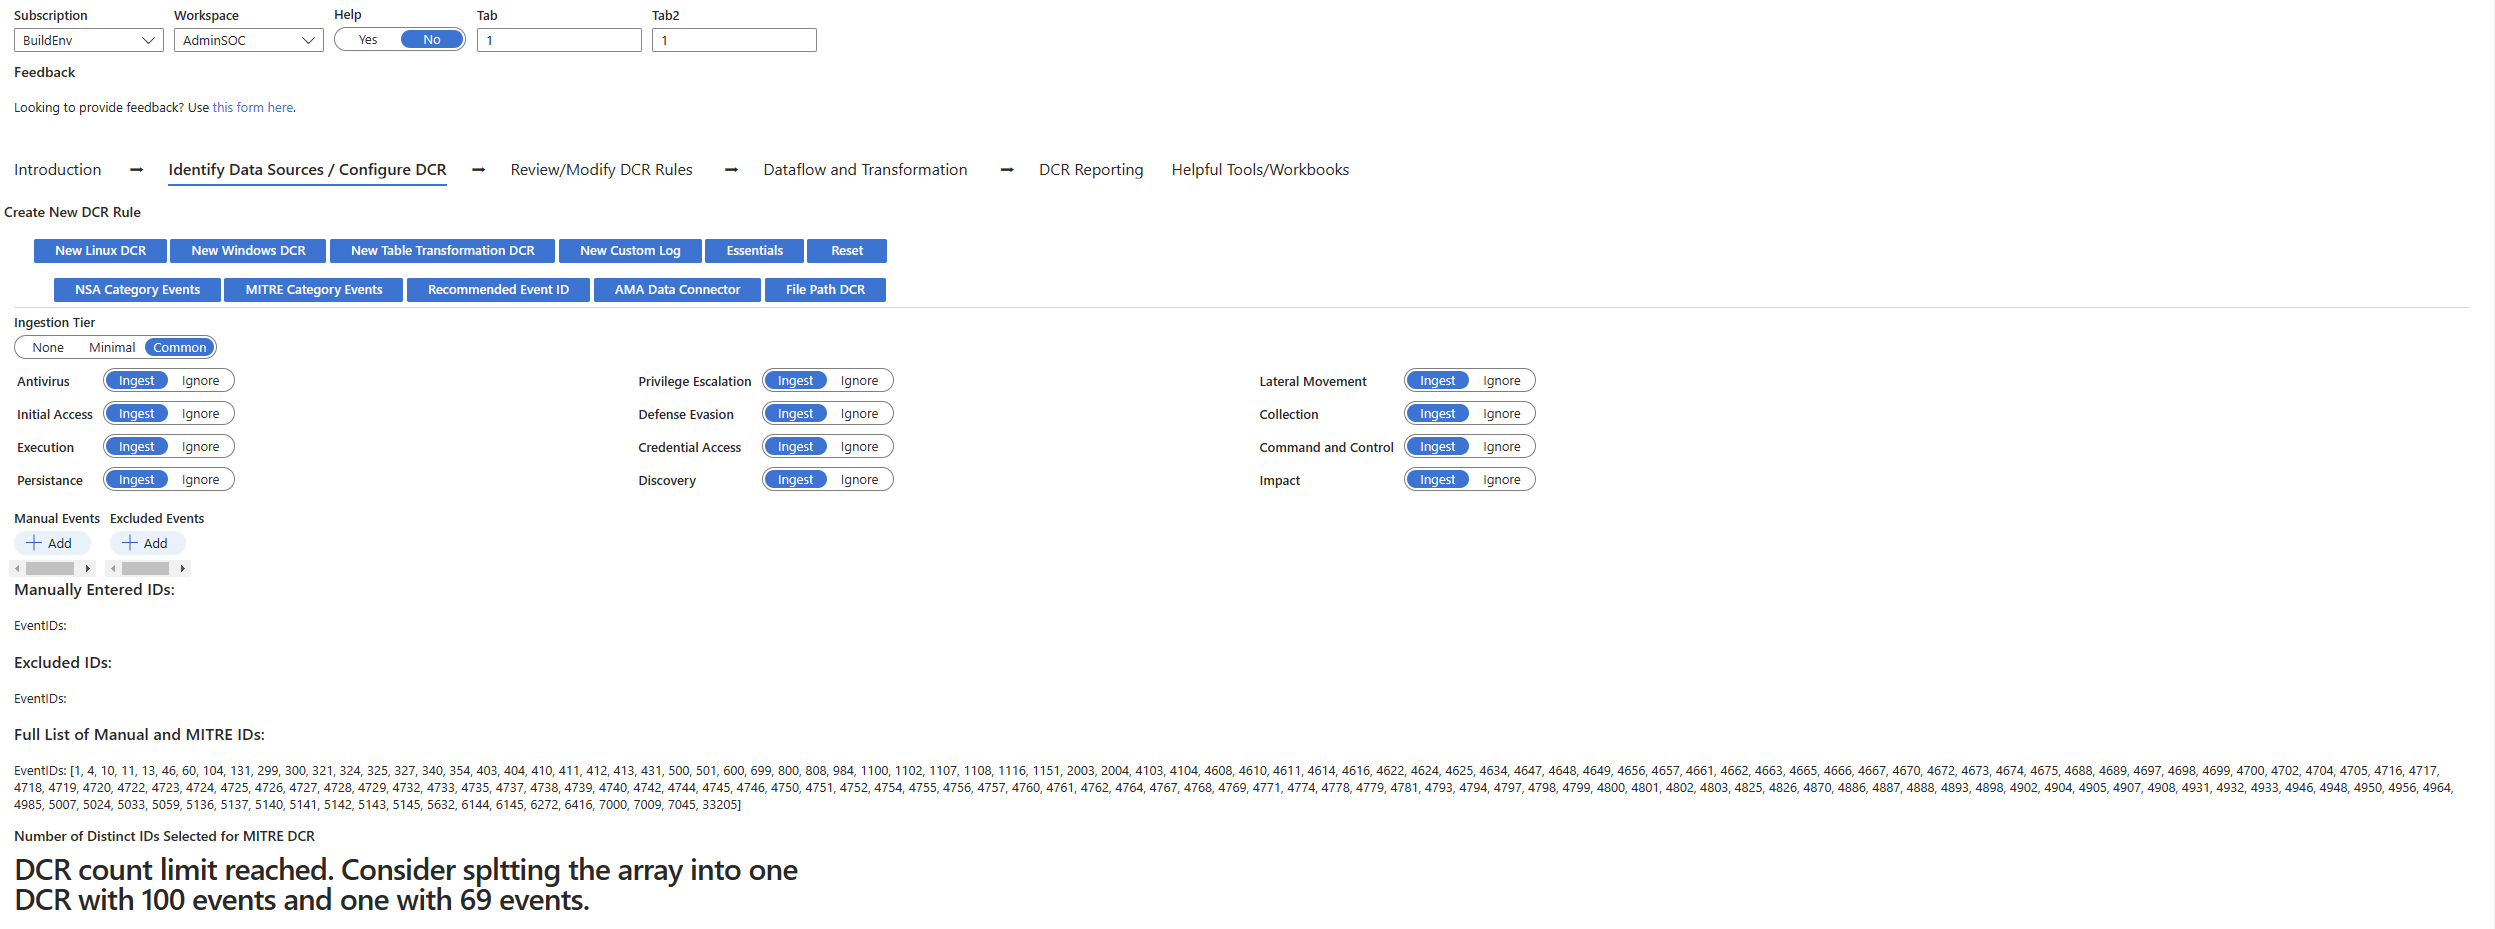 Subscription Workspace Help Tab Tab2
BuildEnv AdminSOC Yes No 1 1
Feedback
Looking to provide feedback? Use this form here.
Introduction → Identify Data Sources / Configure DCR → Review/Modify DCR Rules → Dataflow and Transformation → DCR Reporting Helpful Tools/Workbooks
Create New DCR Rule
New Linux DCR New Windows DCR New Table Transformation DCR New Custom Log Essentials Reset
NSA Category Events MITRE Category Events Recommended Event ID AMA Data Connector File Path DCR
Ingestion Tier
None Minimal Common
Antivirus Ingest Ignore Privilege Escalation Ingest Ignore Lateral Movement Ingest Ignore
Initial Access Ingest Ignore Defense Evasion Ingest Ignore Collection Ingest Ignore
Execution Ingest Ignore Credential Access Ingest Ignore Command and Control Ingest Ignore
Persistance Ingest Ignore Discovery Ingest Ignore Impact Ingest Ignore
Manual Events Excluded Events
Add Add
Manually Entered IDs:
EventIDs:
Excluded IDs:
EventIDs:
Full List of Manual and MITRE IDs:
EventIDs: [1, 4, 10, 11, 13, 46, 60, 104, 131, 299, 300, 321, 324, 325, 327, 340, 354, 403, 404, 410, 411, 412, 413, 431, 500, 501, 600, 699, 800, 808, 984, 1100, 1102, 1107, 1108, 1116, 1151, 2003, 2004, 4103, 4104, 4608, 4610, 4611, 4614, 4616, 4622, 4624, 4625, 4634, 4647, 4648, 4649, 4656, 4657, 4661, 4662, 4663, 4665, 4666, 4667, 4670, 4672, 4673, 4674, 4675, 4688, 4689, 4697, 4698, 4699, 4700, 4702, 4704, 4705, 4716, 4717,
4718, 4719, 4720, 4722, 4723, 4724, 4725, 4726, 4727, 4728, 4729, 4732, 4733, 4735, 4737, 4738, 4739, 4740, 4742, 4744, 4745, 4746, 4750, 4751, 4752, 4754, 4755, 4756, 4757, 4760, 4761, 4762, 4764, 4767, 4768, 4769, 4771, 4774, 4778, 4779, 4781, 4793, 4794, 4797, 4798, 4799, 4800, 4801, 4802, 4803, 4825, 4826, 4870, 4886, 4887, 4888, 4893, 4898, 4902, 4904, 4905, 4907, 4908, 4931, 4932, 4933, 4946, 4948, 4950, 4956, 4964,
4985, 5007, 5024, 5033, 5059, 5136, 5137, 5140, 5141, 5142, 5143, 5145, 5632, 6144, 6145, 6272, 6416, 7000, 7009, 7045, 33205]
Number of Distinct IDs Selected for MITRE DCR
DCR count limit reached. Consider spltting the array into one
DCR with 100 events and one with 69 events.